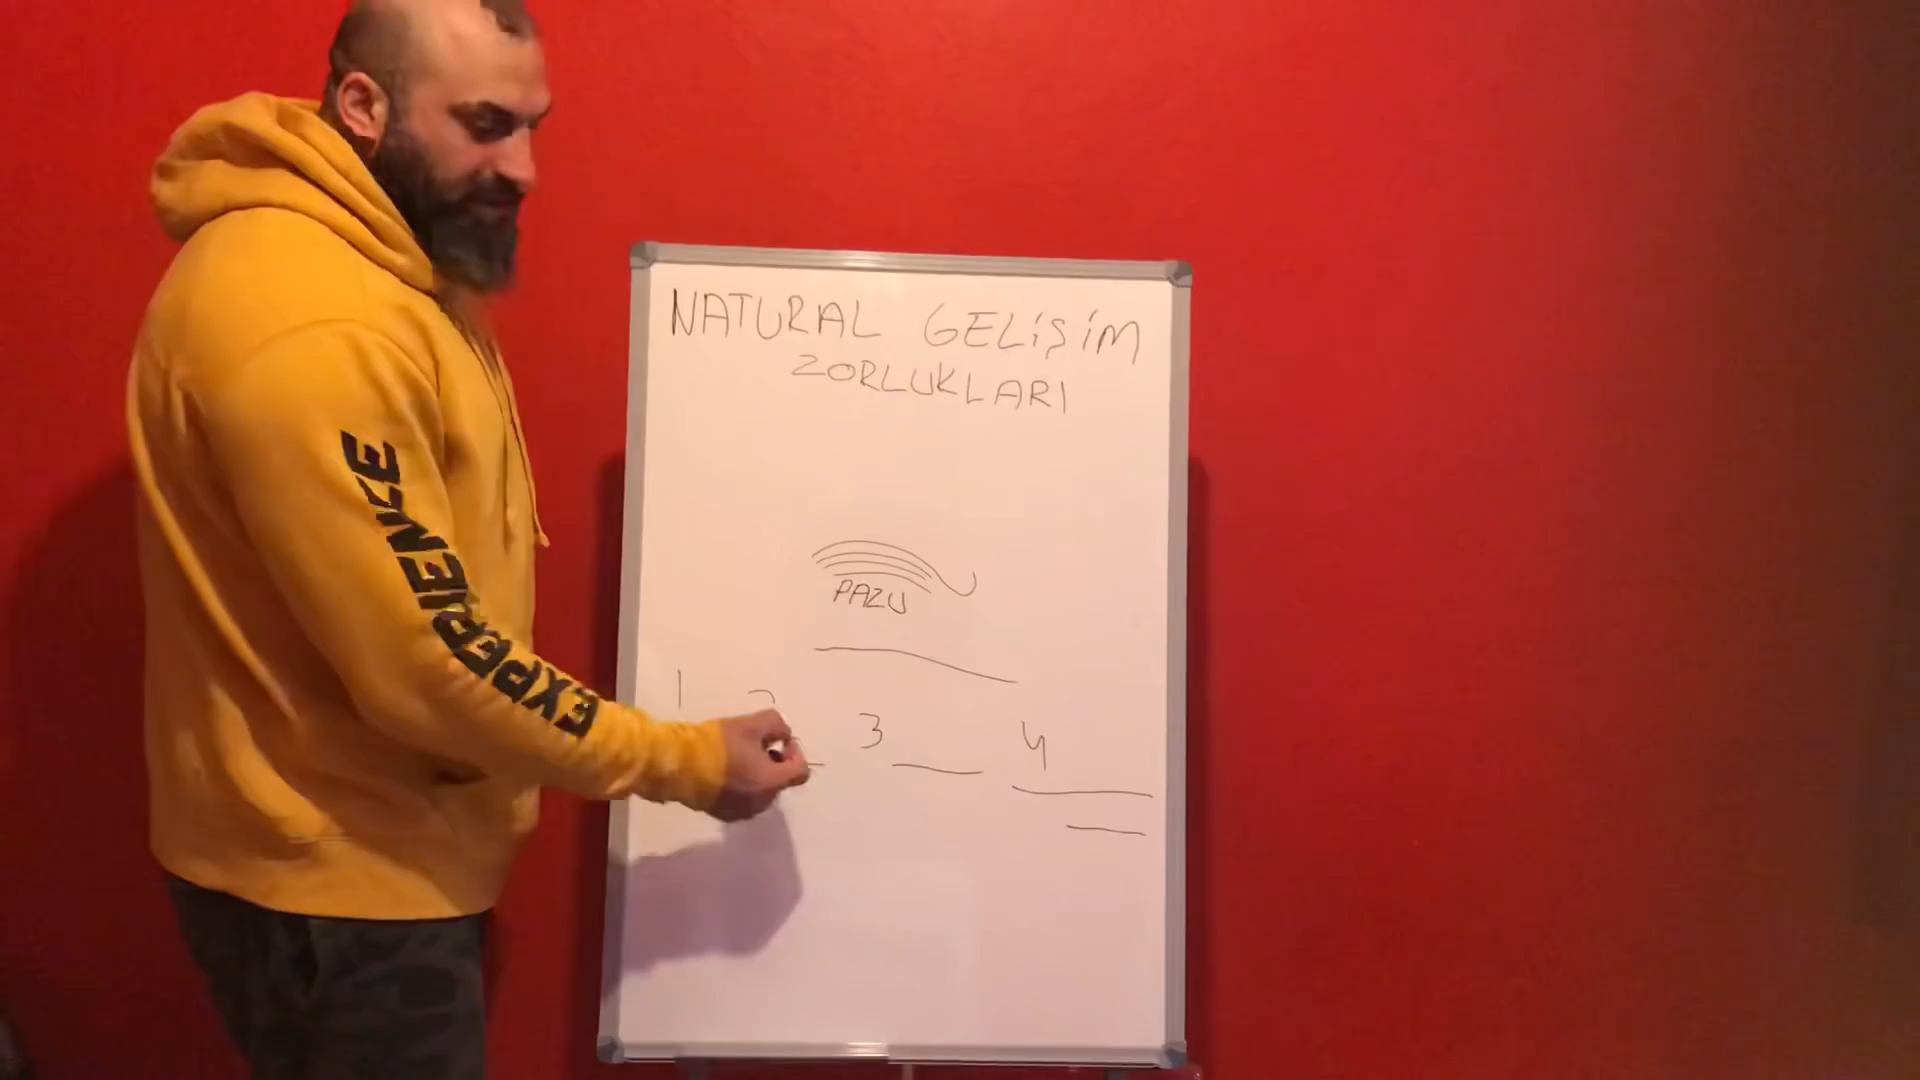 NATURAL GELİŞİM
ZORLUKLARI
PAZU
1 2 3 4
EXPERIENCE